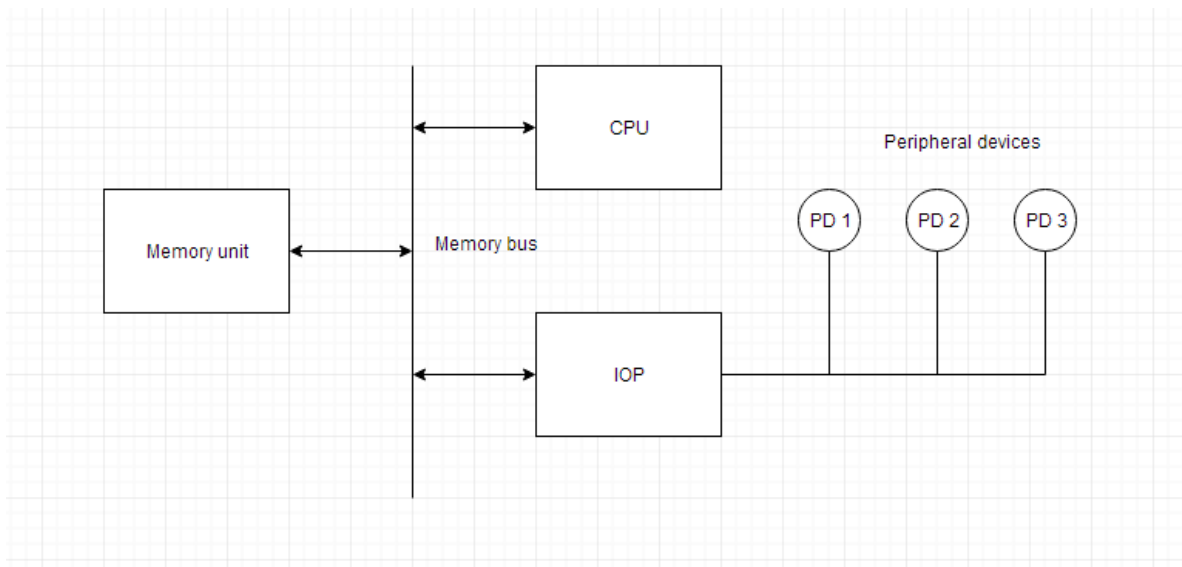 CPU
Peripheral devices
PD 1
PD 2
PD 3
Memory unit
Memory bus
IOP